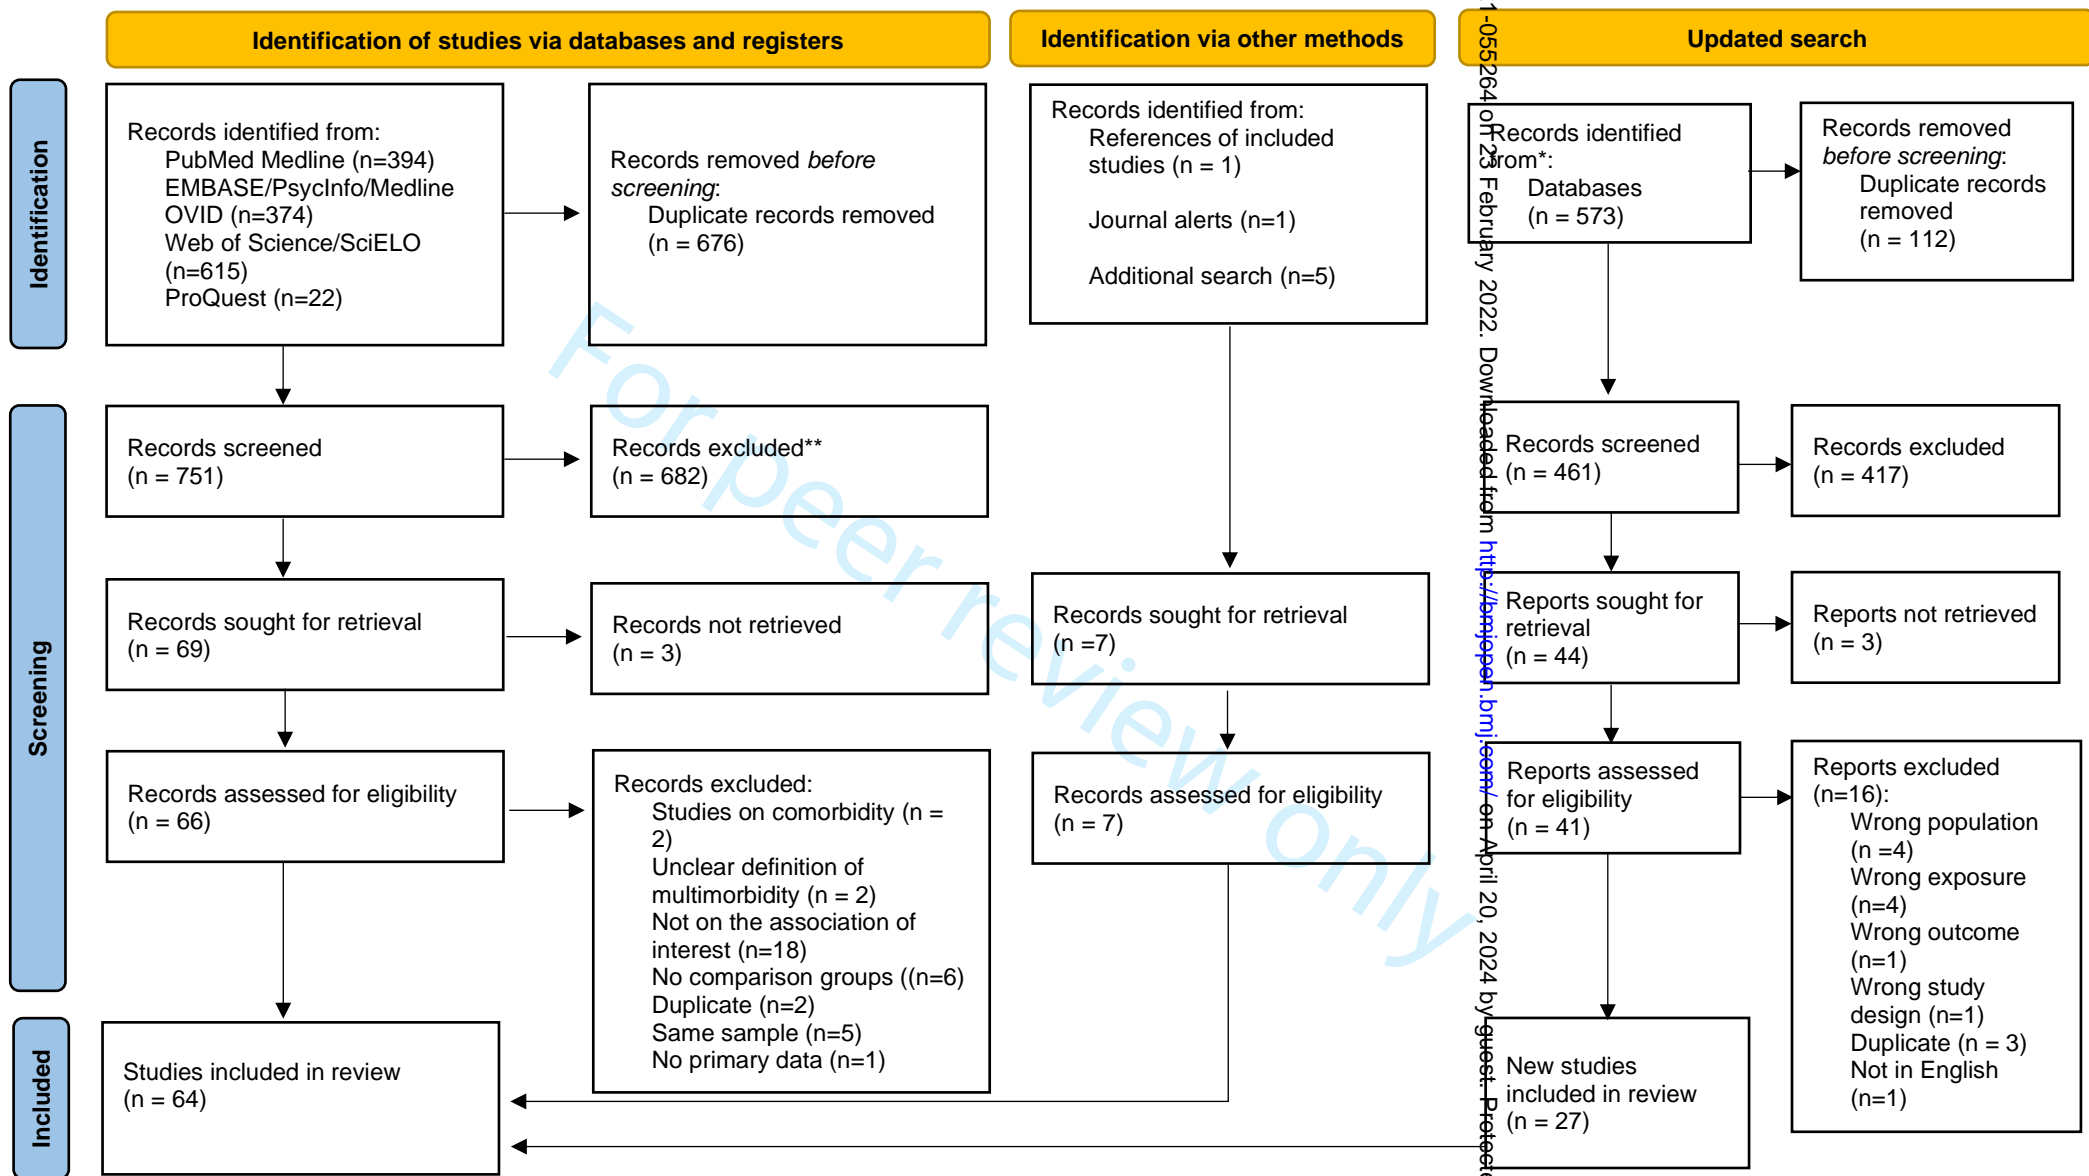 Identification of studies via databases and registers
Identification via other methods
Updated search
Identification
Records identified from:
PubMed Medline (n=394)
EMBASE/PsycInfo/Medline
OVID (n=374)
Web of Science/SciELO
(n=615)
ProQuest (n=22)
Records removed before
screening:
Duplicate records removed
(n = 676)
Records identified from:
References of included
studies (n = 1)
Journal alerts (n=1)
Additional search (n=5)
Records identified
from*:
Databases
(n = 573)
Records removed
before screening:
Duplicate records
removed
(n = 112)
Screening
Records screened
(n = 751)
Records excluded**
(n = 682)
Records screened
(n = 461)
Records excluded
(n = 417)
Records sought for retrieval
(n = 69)
Records not retrieved
(n = 3)
Records sought for retrieval
(n =7)
Reports sought for
retrieval
(n = 44)
Reports not retrieved
(n = 3)
Records assessed for eligibility
(n = 66)
Records excluded:
Studies on comorbidity (n =
2)
Unclear definition of
multimorbidity (n = 2)
Not on the association of
interest (n=18)
No comparison groups ((n=6)
Duplicate (n=2)
Same sample (n=5)
No primary data (n=1)
Records assessed for eligibility
(n = 7)
Reports assessed
for eligibility
(n = 41)
Reports excluded
(n=16):
Wrong population
(n =4)
Wrong exposure
(n=4)
Wrong outcome
(n=1)
Wrong study
design (n=1)
Duplicate (n = 3)
Not in English
(n=1)
Included
Studies included in review
(n = 64)
New studies
included in review
(n = 27)
For peer review only
1-055264 on 23 February 2022. Downloaded from http://bmjopen.bmj.com/ on April 20, 2024 by guest. Protecte